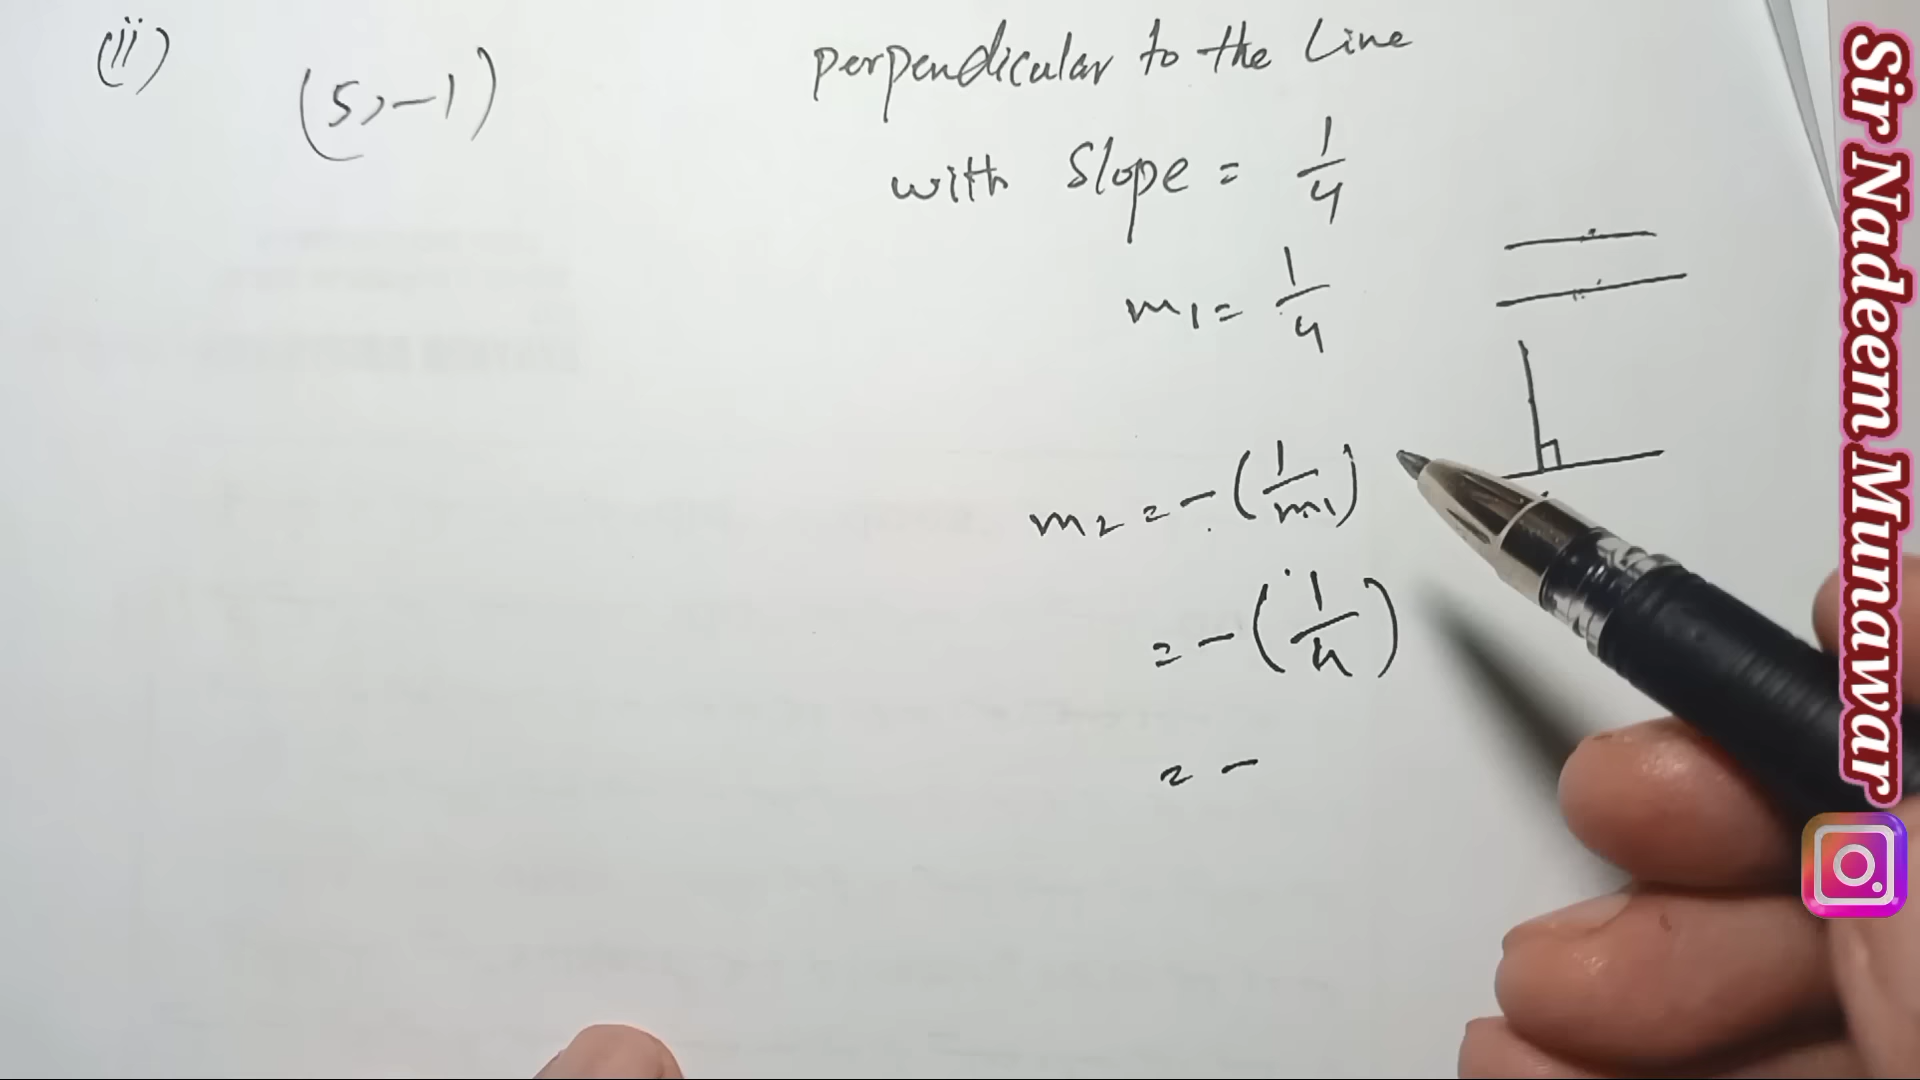 (ii)
(5,-1)
perpendicular to the line
with Slope = 1/4
m1 = 1/4
m2 = -(1/m1)
= -(1/4)
= -
Sir Nadeem Munawar